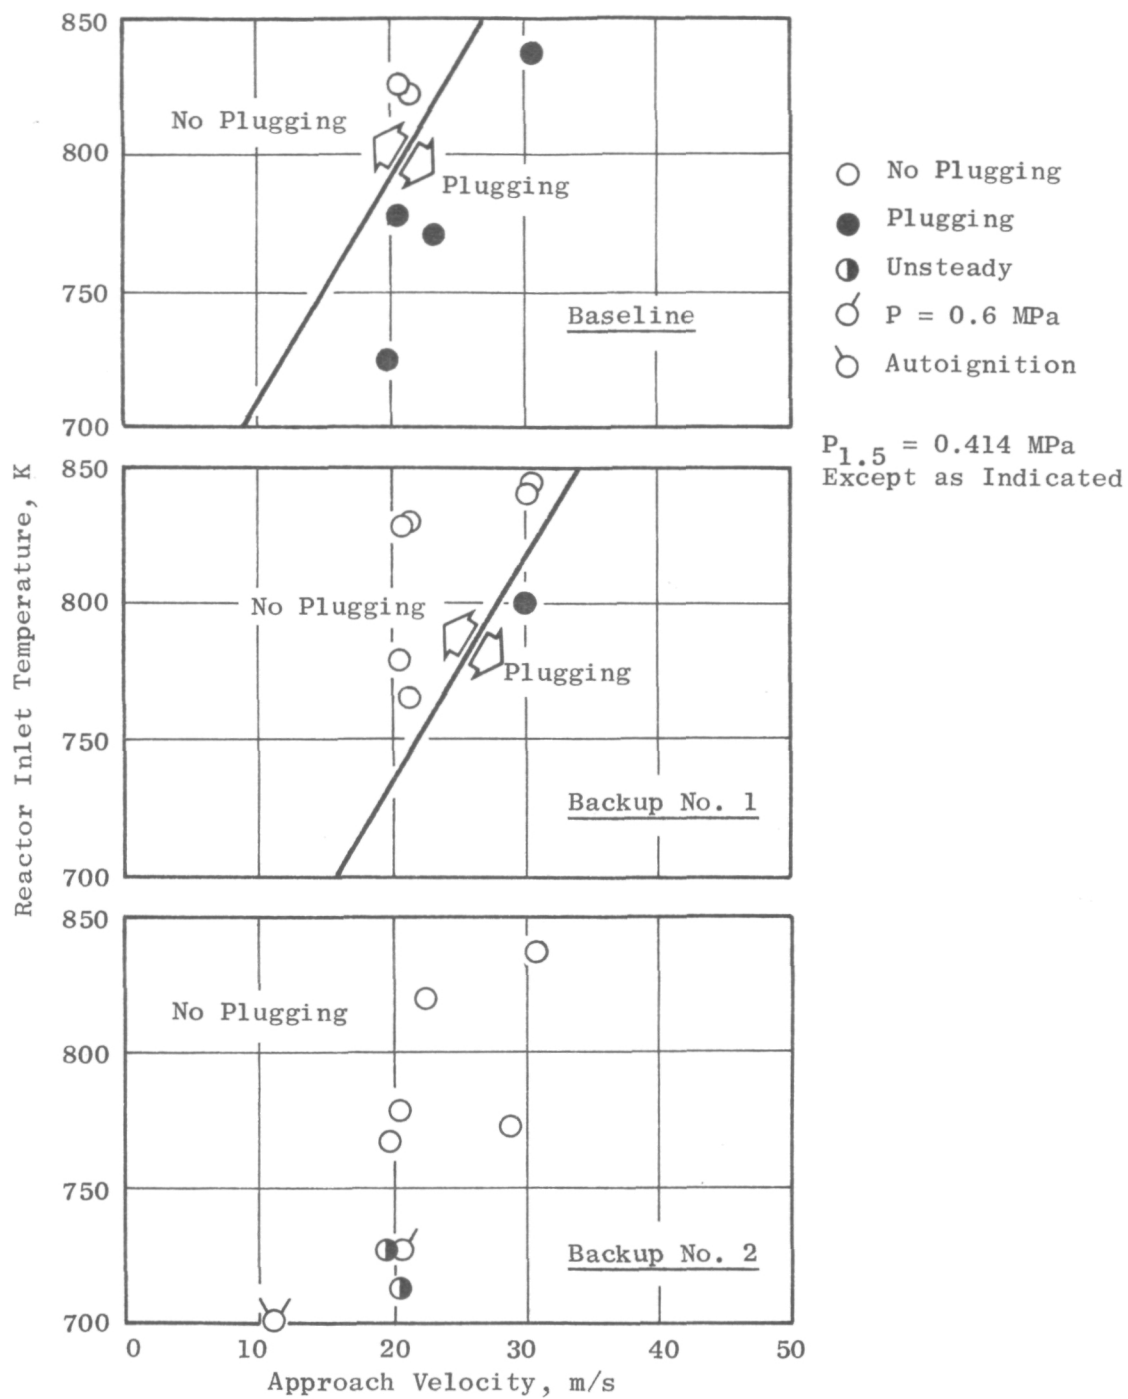 850
No Plugging
800
Plugging
750
Baseline
700
No Plugging
Plugging
Unsteady
P = 0.6 MPa
Autoignition
P1.5 = 0.414 MPa
Except as Indicated
Reactor Inlet Temperature, K
850
800
No Plugging
Plugging
750
Backup No. 1
700
850
No Plugging
800
750
Backup No. 2
700
0 10 20 30 40 50
Approach Velocity, m/s